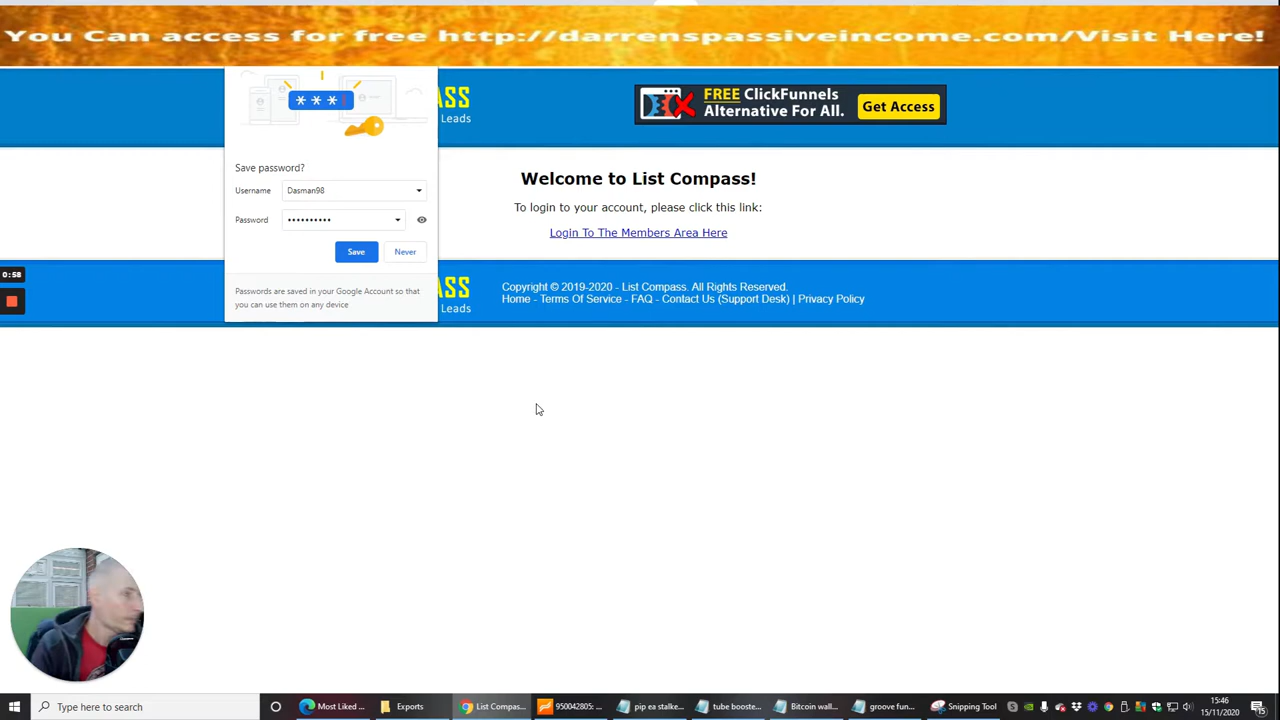 You Can access for free http://darrenspassiveincome.com/Visit Here!
ASS
Leads
FREE ClickFunnels
Alternative For All.
Get Access
* * *
Save password?
Username Dasman98
Password ••••••••••
Save Never
Passwords are saved in your Google Account so that
you can use them on any device
Welcome to List Compass!
To login to your account, please click this link:
Login To The Members Area Here
0:58
ASS
Leads
Copyright © 2019-2020 - List Compass. All Rights Reserved.
Home - Terms Of Service - FAQ - Contact Us (Support Desk) | Privacy Policy
Type here to search
Most Liked ...
Exports
List Compas...
950042805: ...
pip ea stalke...
tube booste...
Bitcoin wall...
groove fun...
Snipping Tool
15:46
15/11/2020
15